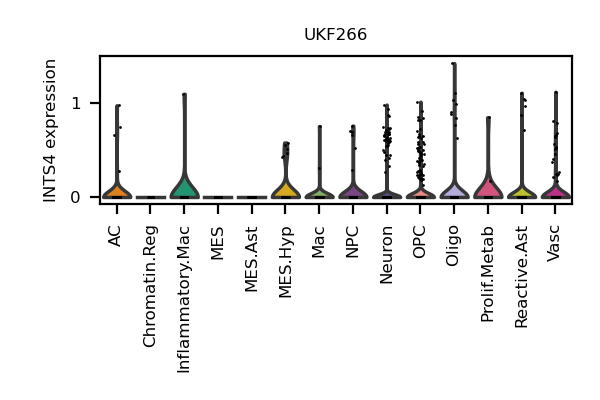 UKF266
INTS4 expression
1
0
AC
Chromatin.Reg
Inflammatory.Mac
MES
MES.Ast
MES.Hyp
Mac
NPC
Neuron
OPC
Oligo
Prolif.Metab
Reactive.Ast
Vasc